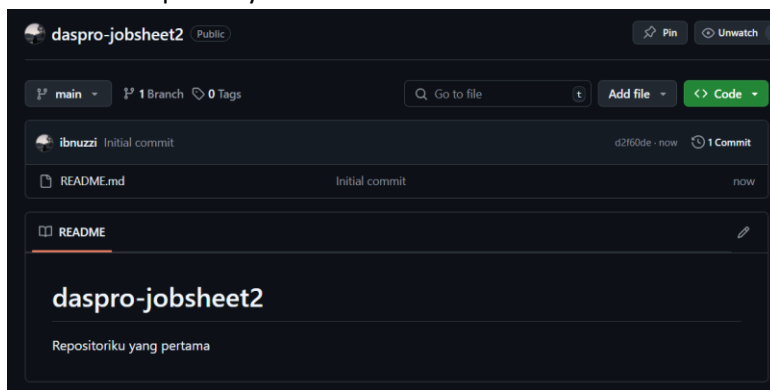 daspro-jobsheet2 Public Pin Unwatch
main 1 Branch 0 Tags Go to file t Add file Code
ibnuzzi Initial commit d2f60de · now 1 Commit
README.md Initial commit now
README
daspro-jobsheet2
Repositoriku yang pertama